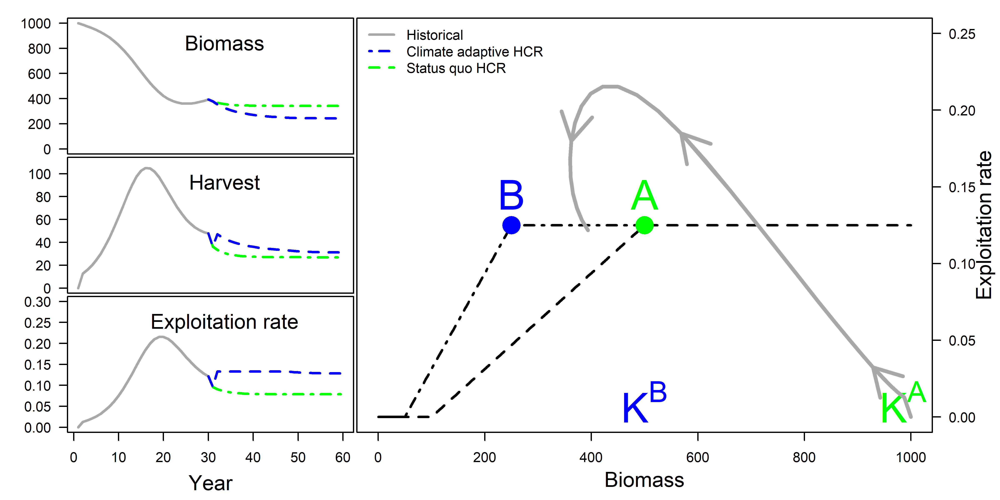 Biomass
1000
800
600
400
200
0
Harvest
100
80
60
40
20
0
Exploitation rate
0.30
0.25
0.20
0.15
0.10
0.05
0.00
0 10 20 30 40 50 60
Year
Historical
Climate adaptive HCR
Status quo HCR
B A
K^B K^A
0.25
0.20
0.15
0.10
0.05
0.00
Exploitation rate
0 200 400 600 800 1000
Biomass